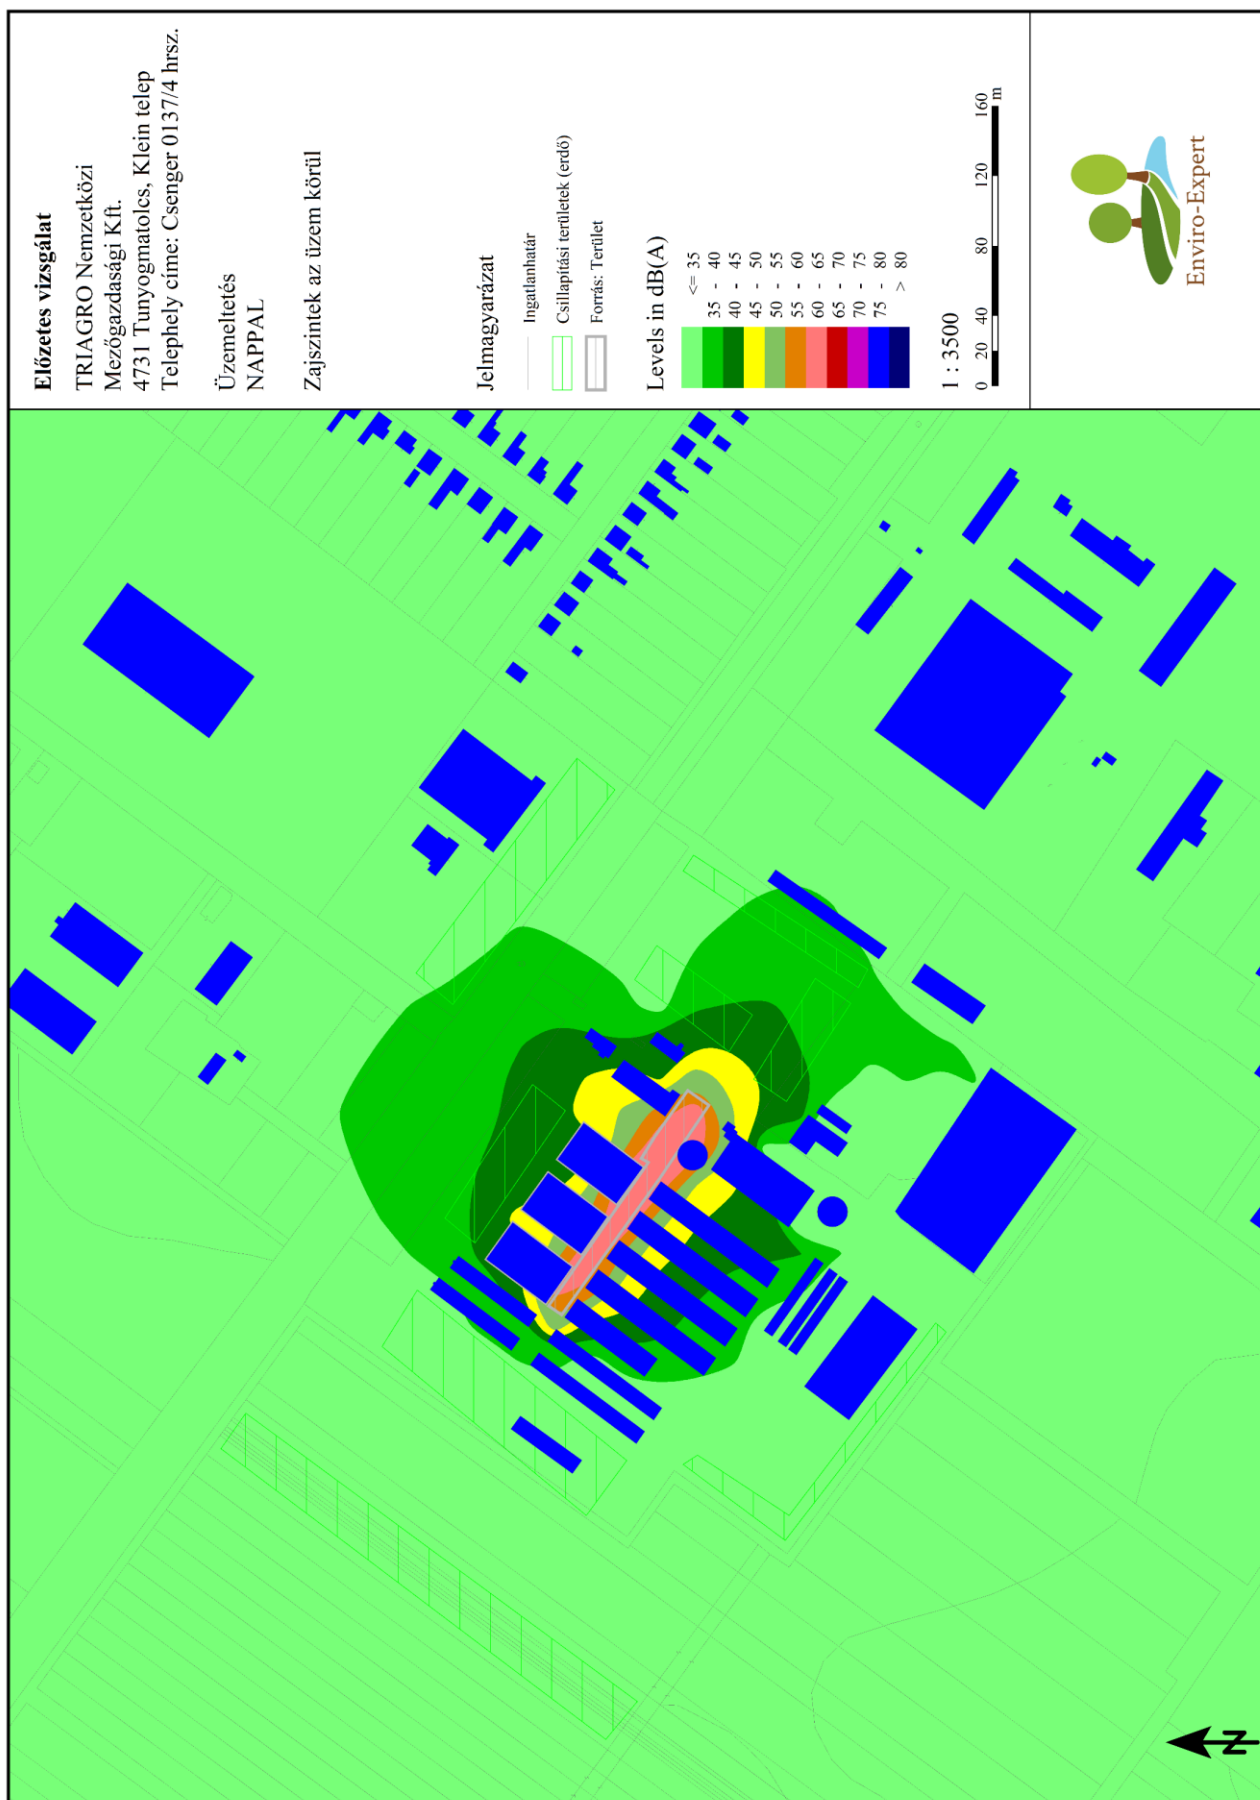 Előzetes vizsgálat
TRIAGRO Nemzetközi
Mezőgazdasági Kft.
4731 Tunyogmatolcs, Klein telep
Telephely címe: Csenger 0137/4 hrsz.
Üzemeltetés
NAPPAL
Zajszintek az üzem körül
Jelmagyarázat
Ingatlanhatár
Csillapítási területek (erdő)
Forrás: Terület
Levels in dB(A)
<= 35
35 - 40
40 - 45
45 - 50
50 - 55
55 - 60
60 - 65
65 - 70
70 - 75
75 - 80
> 80
1 : 3500
0 20 40 80 120 160
m
Enviro-Expert
N